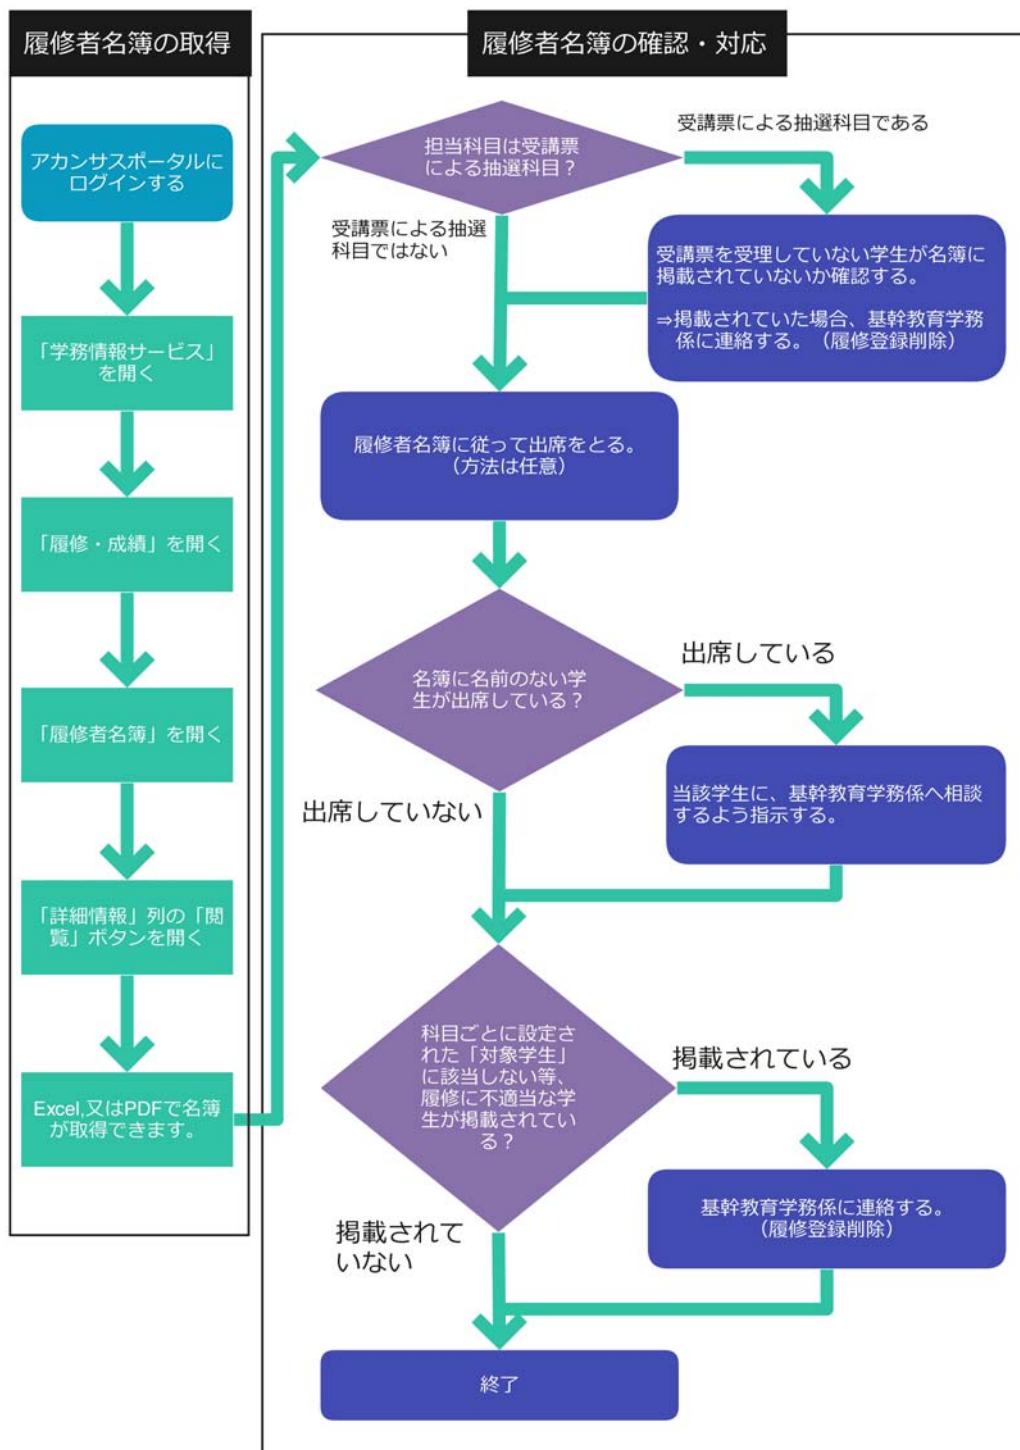 履修者名簿の取得
アカンサスポータルに
ログインする
「学務情報サービス」
を開く
「履修・成績」を開く
「履修者名簿」を開く
「詳細情報」列の「閲
覧」ボタンを開く
Excel,又はPDFで名簿
が取得できます。
履修者名簿の確認・対応
担当科目は受講票
による抽選科目？
受講票による抽選科目である
受講票による抽選
科目ではない
受講票を受理していない学生が名簿に
掲載されていないか確認する。
⇒掲載されていた場合、基幹教育学務
係に連絡する。（履修登録削除）
履修者名簿に従って出席をとる。
（方法は任意）
名簿に名前のない学
生が出席している？
出席している
出席していない
当該学生に、基幹教育学務係へ相談
するよう指示する。
科目ごとに設定さ
れた「対象学生」
に該当しない等、
履修に不適当な学
生が掲載されてい
る？
掲載されている
掲載されて
いない
基幹教育学務係に連絡する。
（履修登録削除）
終了